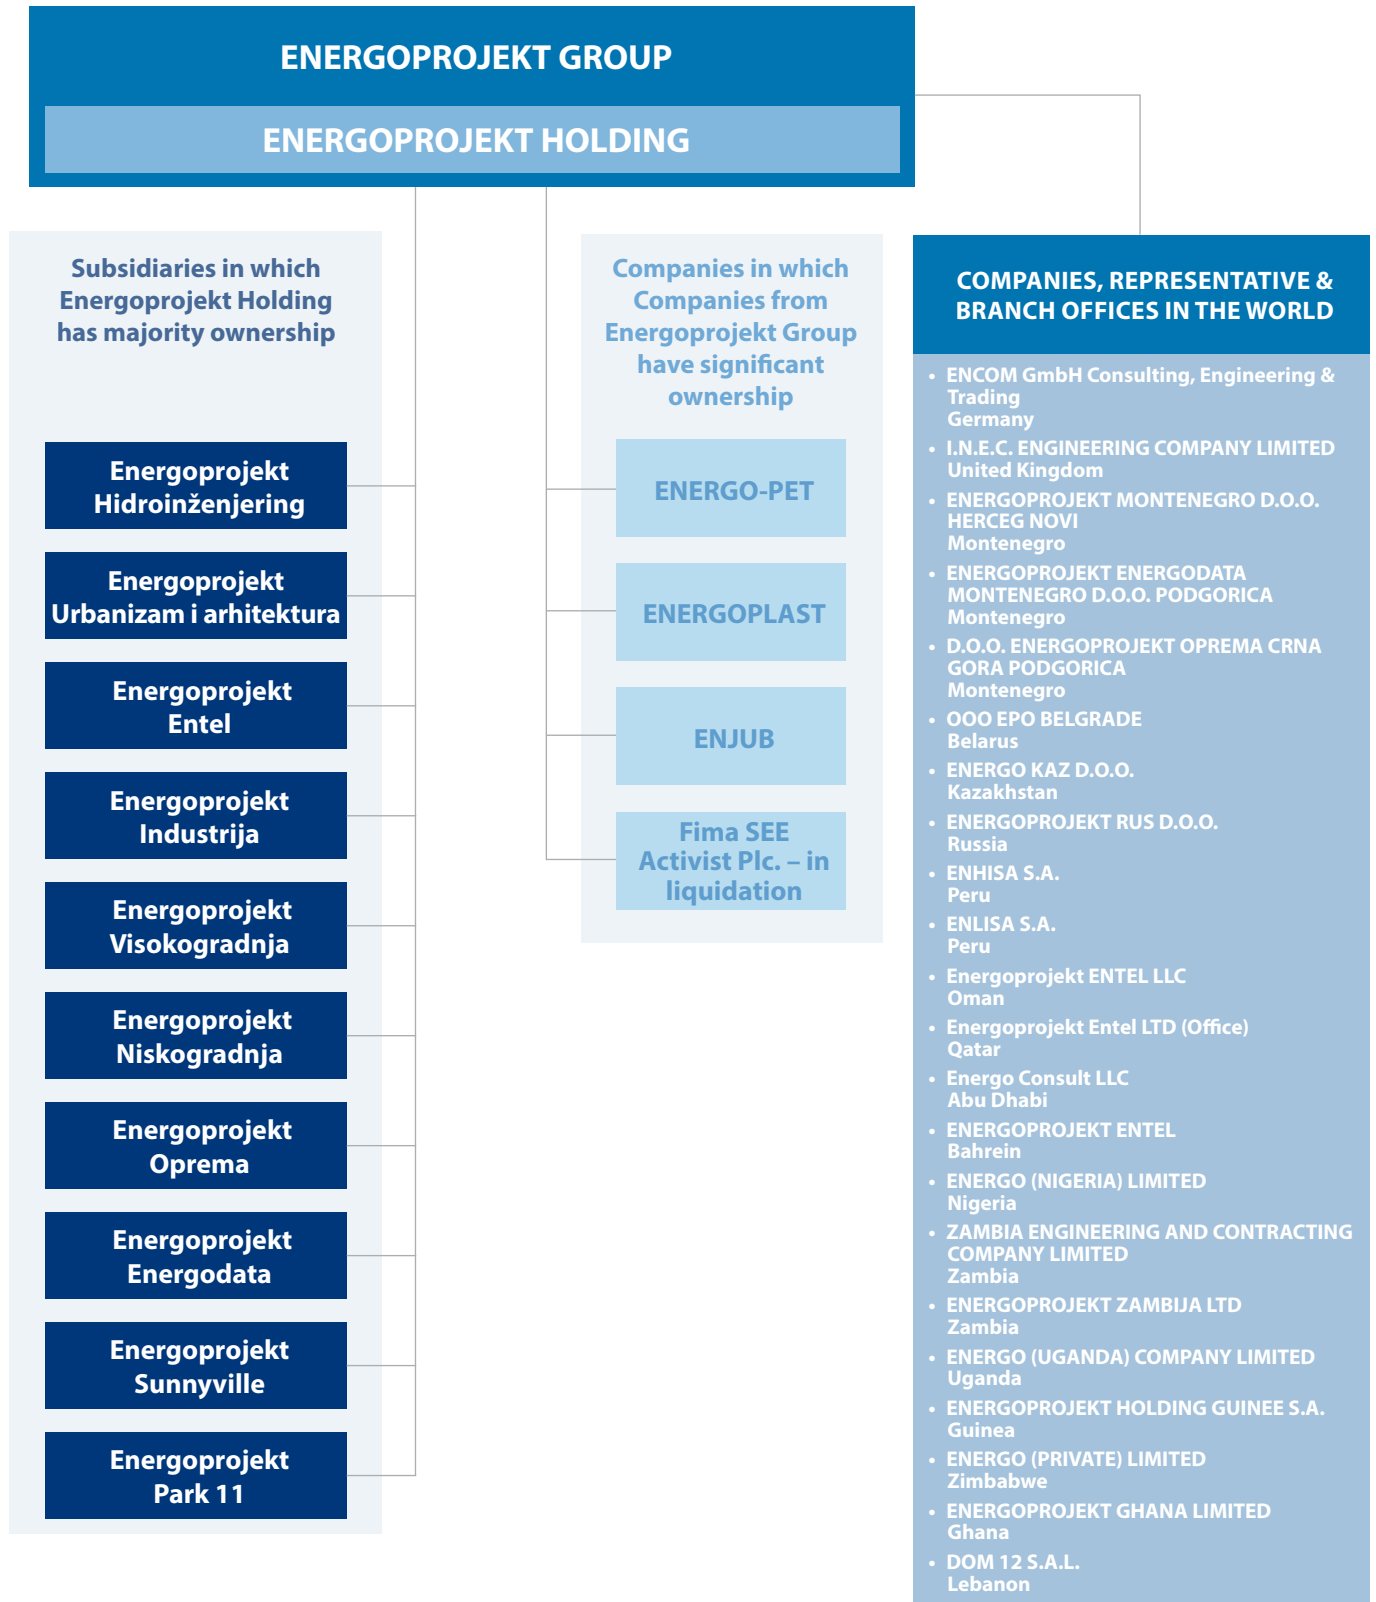 ENERGOPROJEKT GROUP
ENERGOPROJEKT HOLDING
Subsidiaries in which
Energoprojekt Holding
has majority ownership
Energoprojekt
Hidroinženjering
Energoprojekt
Urbanizam i arhitektura
Energoprojekt
Entel
Energoprojekt
Industrija
Energoprojekt
Visokogradnja
Energoprojekt
Niskogradnja
Energoprojekt
Oprema
Energoprojekt
Energodata
Energoprojekt
Sunnyville
Energoprojekt
Park 11
Companies in which
Companies from
Energoprojekt Group
have significant
ownership
ENERGO-PET
ENERGOPLAST
ENJUB
Fima SEE
Activist Plc. – in
liquidation
COMPANIES, REPRESENTATIVE &
BRANCH OFFICES IN THE WORLD
• ENCOM GmbH Consulting, Engineering &
Trading
Germany
• I.N.E.C. ENGINEERING COMPANY LIMITED
United Kingdom
• ENERGOPROJEKT MONTENEGRO D.O.O.
HERCEG NOVI
Montenegro
• ENERGOPROJEKT ENERGODATA
MONTENEGRO D.O.O. PODGORICA
Montenegro
• D.O.O. ENERGOPROJEKT OPREMA CRNA
GORA PODGORICA
Montenegro
• OOO EPO BELGRADE
Belarus
• ENERGO KAZ D.O.O.
Kazakhstan
• ENERGOPROJEKT RUS D.O.O.
Russia
• ENHISA S.A.
Peru
• ENLISA S.A.
Peru
• Energoprojekt ENTEL LLC
Oman
• Energoprojekt Entel LTD (Office)
Qatar
• Energo Consult LLC
Abu Dhabi
• ENERGOPROJEKT ENTEL
Bahrein
• ENERGO (NIGERIA) LIMITED
Nigeria
• ZAMBIA ENGINEERING AND CONTRACTING
COMPANY LIMITED
Zambia
• ENERGOPROJEKT ZAMBIJA LTD
Zambia
• ENERGO (UGANDA) COMPANY LIMITED
Uganda
• ENERGOPROJEKT HOLDING GUINEE S.A.
Guinea
• ENERGO (PRIVATE) LIMITED
Zimbabwe
• ENERGOPROJEKT GHANA LIMITED
Ghana
• DOM 12 S.A.L.
Lebanon